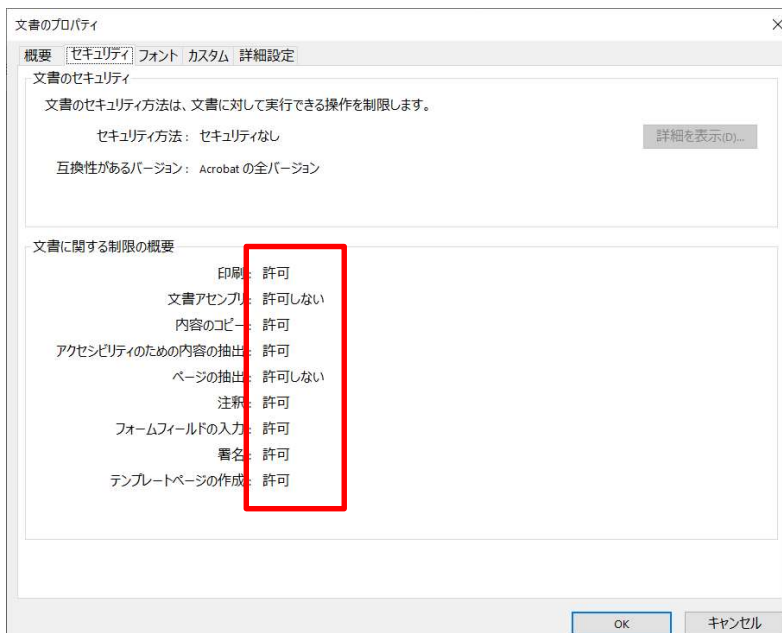 文書のプロパティ
概要 セキュリティ フォント カスタム 詳細設定
文書のセキュリティ
文書のセキュリティ方法は、文書に対して実行できる操作を制限します。
セキュリティ方法: セキュリティなし
詳細を表示(D)...
互換性があるバージョン: Acrobat の全バージョン
文書に関する制限の概要
印刷: 許可
文書アセンブリ: 許可しない
内容のコピー: 許可
アクセシビリティのための内容の抽出: 許可
ページの抽出: 許可しない
注釈: 許可
フォームフィールドの入力: 許可
署名: 許可
テンプレートページの作成: 許可
OK キャンセル